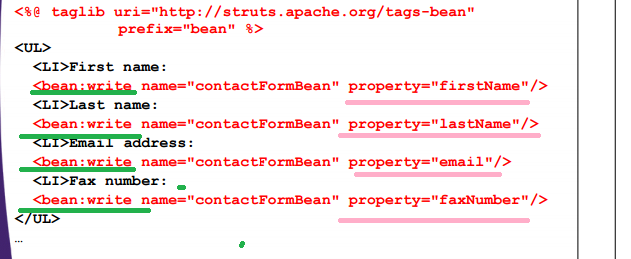 <%@ taglib uri="http://struts.apache.org/tags-bean"
prefix="bean" %>
<UL>
<LI>First name:
<bean:write name="contactFormBean" property="firstName"/>
<LI>Last name:
<bean:write name="contactFormBean" property="lastName"/>
<LI>Email address:
<bean:write name="contactFormBean" property="email"/>
<LI>Fax number:
<bean:write name="contactFormBean" property="faxNumber"/>
</UL>
…